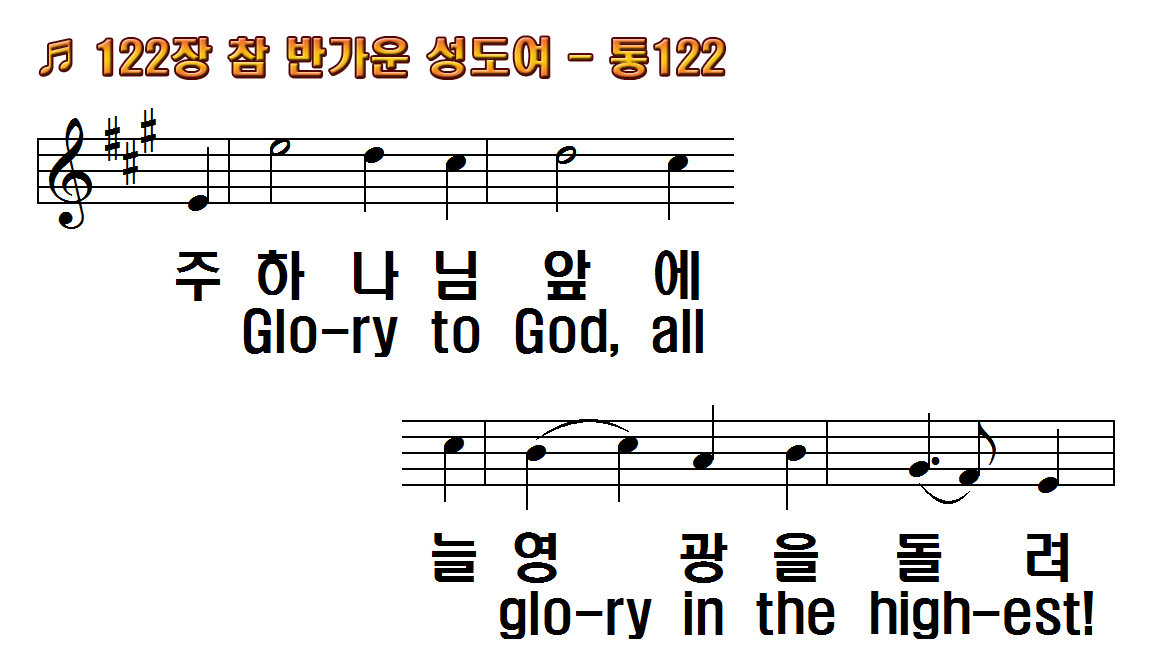 ♬ 122장 참 반가운 성도여 - 통122
주 하 나 님 앞 에
Glo-ry to God, all
늘 영 광 을 돌 려
glo-ry in the high-est!